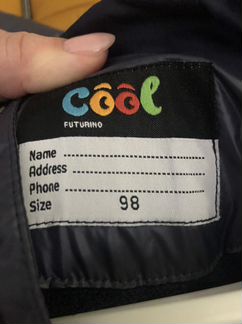 cool
FUTURINO
Name
Address
Phone
Size 98